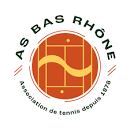 AS BAS RHÔNE
Association de tennis depuis 1978